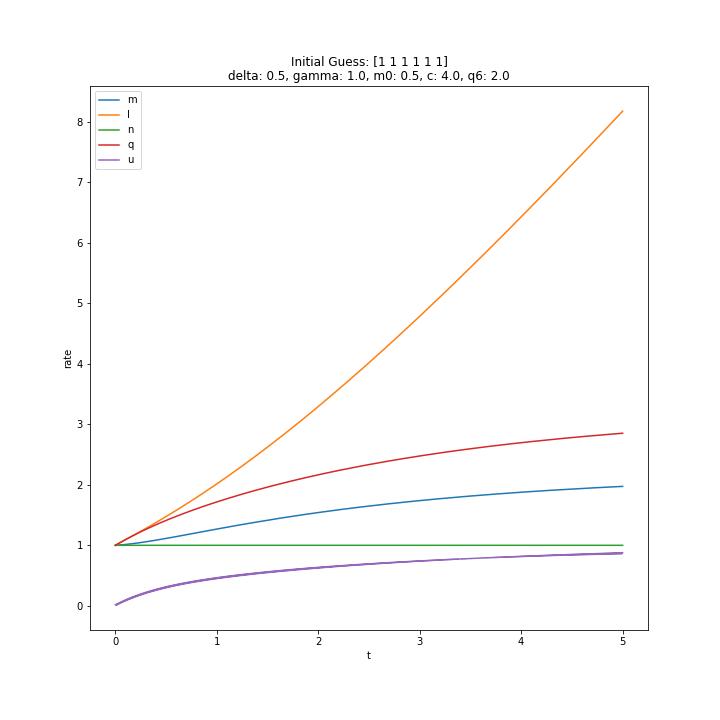 Initial Guess: [1 1 1 1 1 1]
delta: 0.5, gamma: 1.0, m0: 0.5, c: 4.0, q6: 2.0
m
l
n
q
u
8
7
6
5
4
3
2
1
0
rate
0 1 2 3 4 5
t